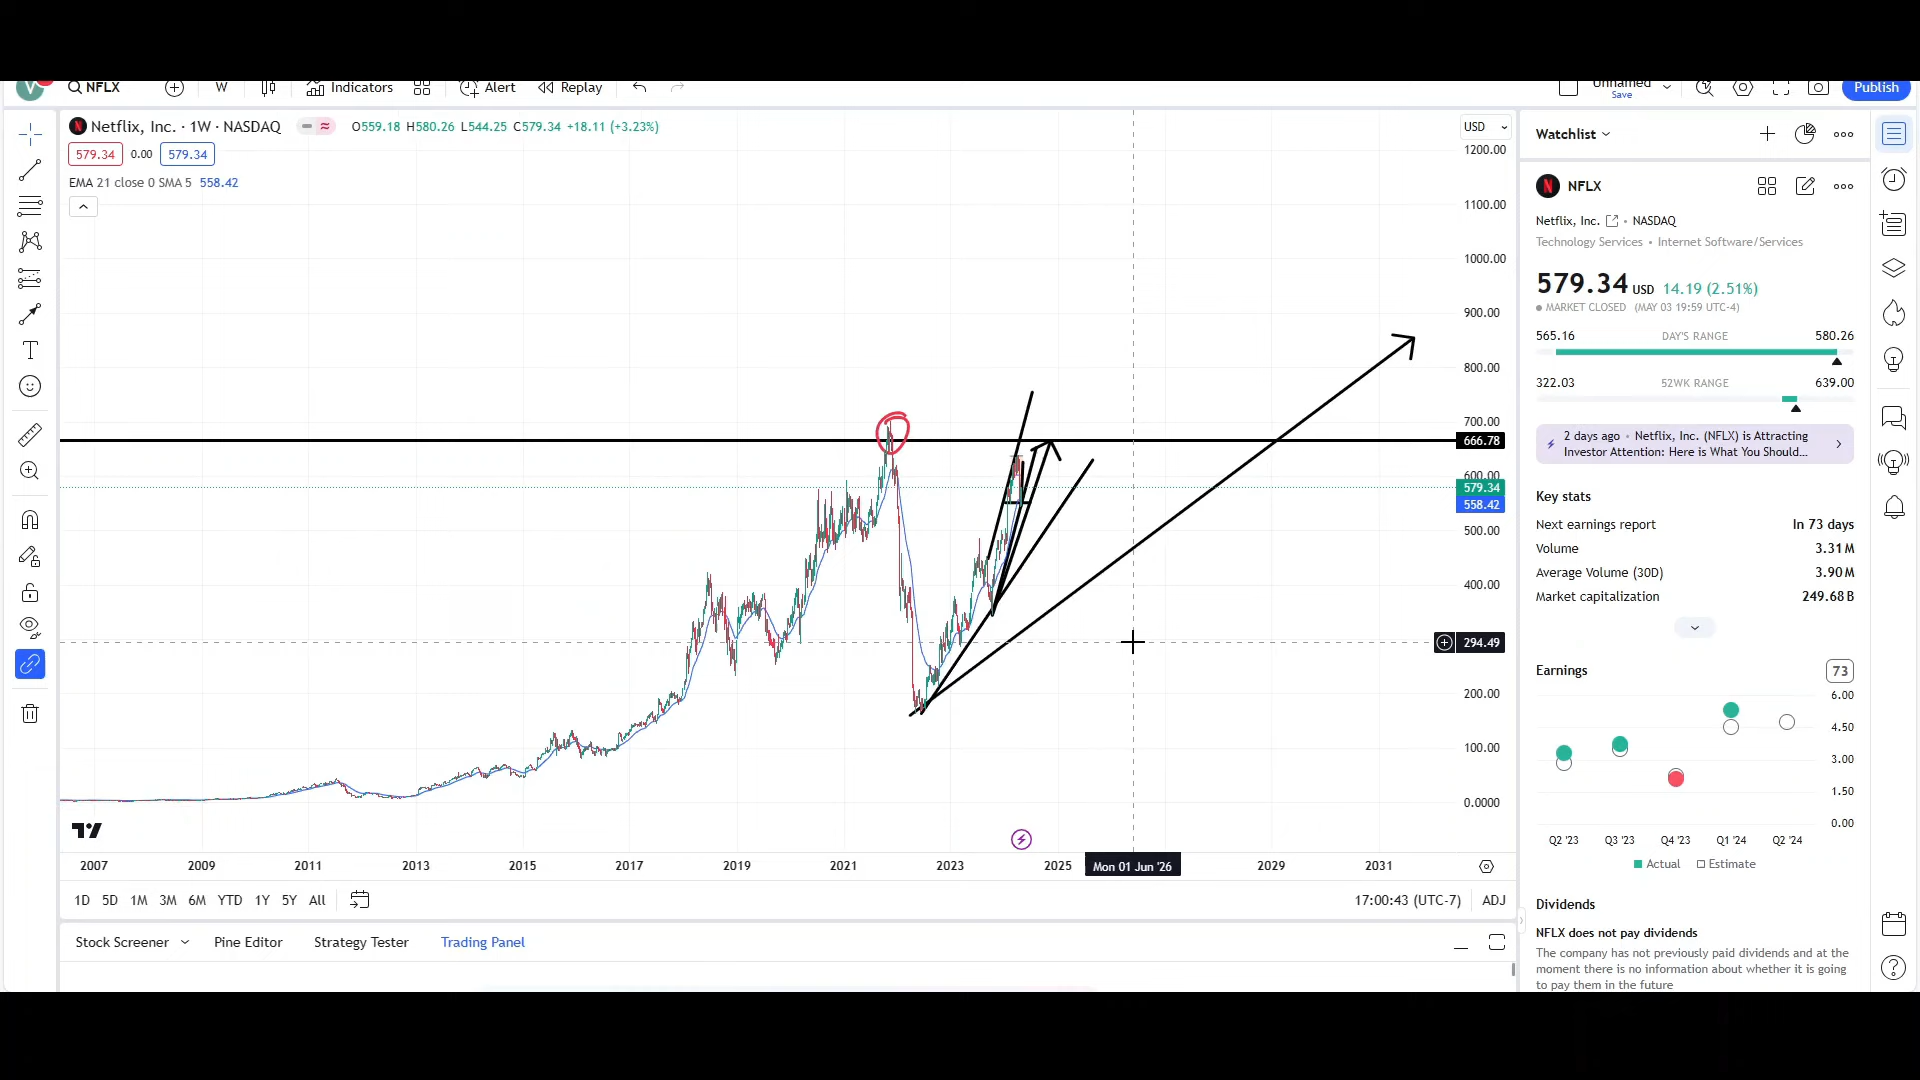 V NFLX W Indicators Alert Replay Unnamed Publish
Save
Netflix, Inc. · 1W · NASDAQ O559.18 H580.26 L544.25 C579.34 +18.11 (+3.23%)
579.34 0.00 579.34
EMA 21 close 0 SMA 5 558.42
USD
1200.00
1100.00
1000.00
900.00
800.00
700.00
666.78
600.00
579.34
558.42
500.00
400.00
294.49
200.00
100.00
0.0000
2007 2009 2011 2013 2015 2017 2019 2021 2023 2025 Mon 01 Jun '26 2029 2031
1D 5D 1M 3M 6M YTD 1Y 5Y All 17:00:43 (UTC-7) ADJ
Stock Screener Pine Editor Strategy Tester Trading Panel
Watchlist
N NFLX
Netflix, Inc. • NASDAQ
Technology Services • Internet Software/Services
579.34 USD 14.19 (2.51%)
MARKET CLOSED (MAY 03 19:59 UTC-4)
565.16 DAY'S RANGE 580.26
322.03 52WK RANGE 639.00
2 days ago • Netflix, Inc. (NFLX) is Attracting
Investor Attention: Here is What You Should...
Key stats
Next earnings report In 73 days
Volume 3.31M
Average Volume (30D) 3.90M
Market capitalization 249.68B
Earnings 73
6.00
4.50
3.00
1.50
0.00
Q2 '23 Q3 '23 Q4 '23 Q1 '24 Q2 '24
Actual Estimate
Dividends
NFLX does not pay dividends
The company has not previously paid dividends and at the
moment there is no information about whether it is going
to pay them in the future